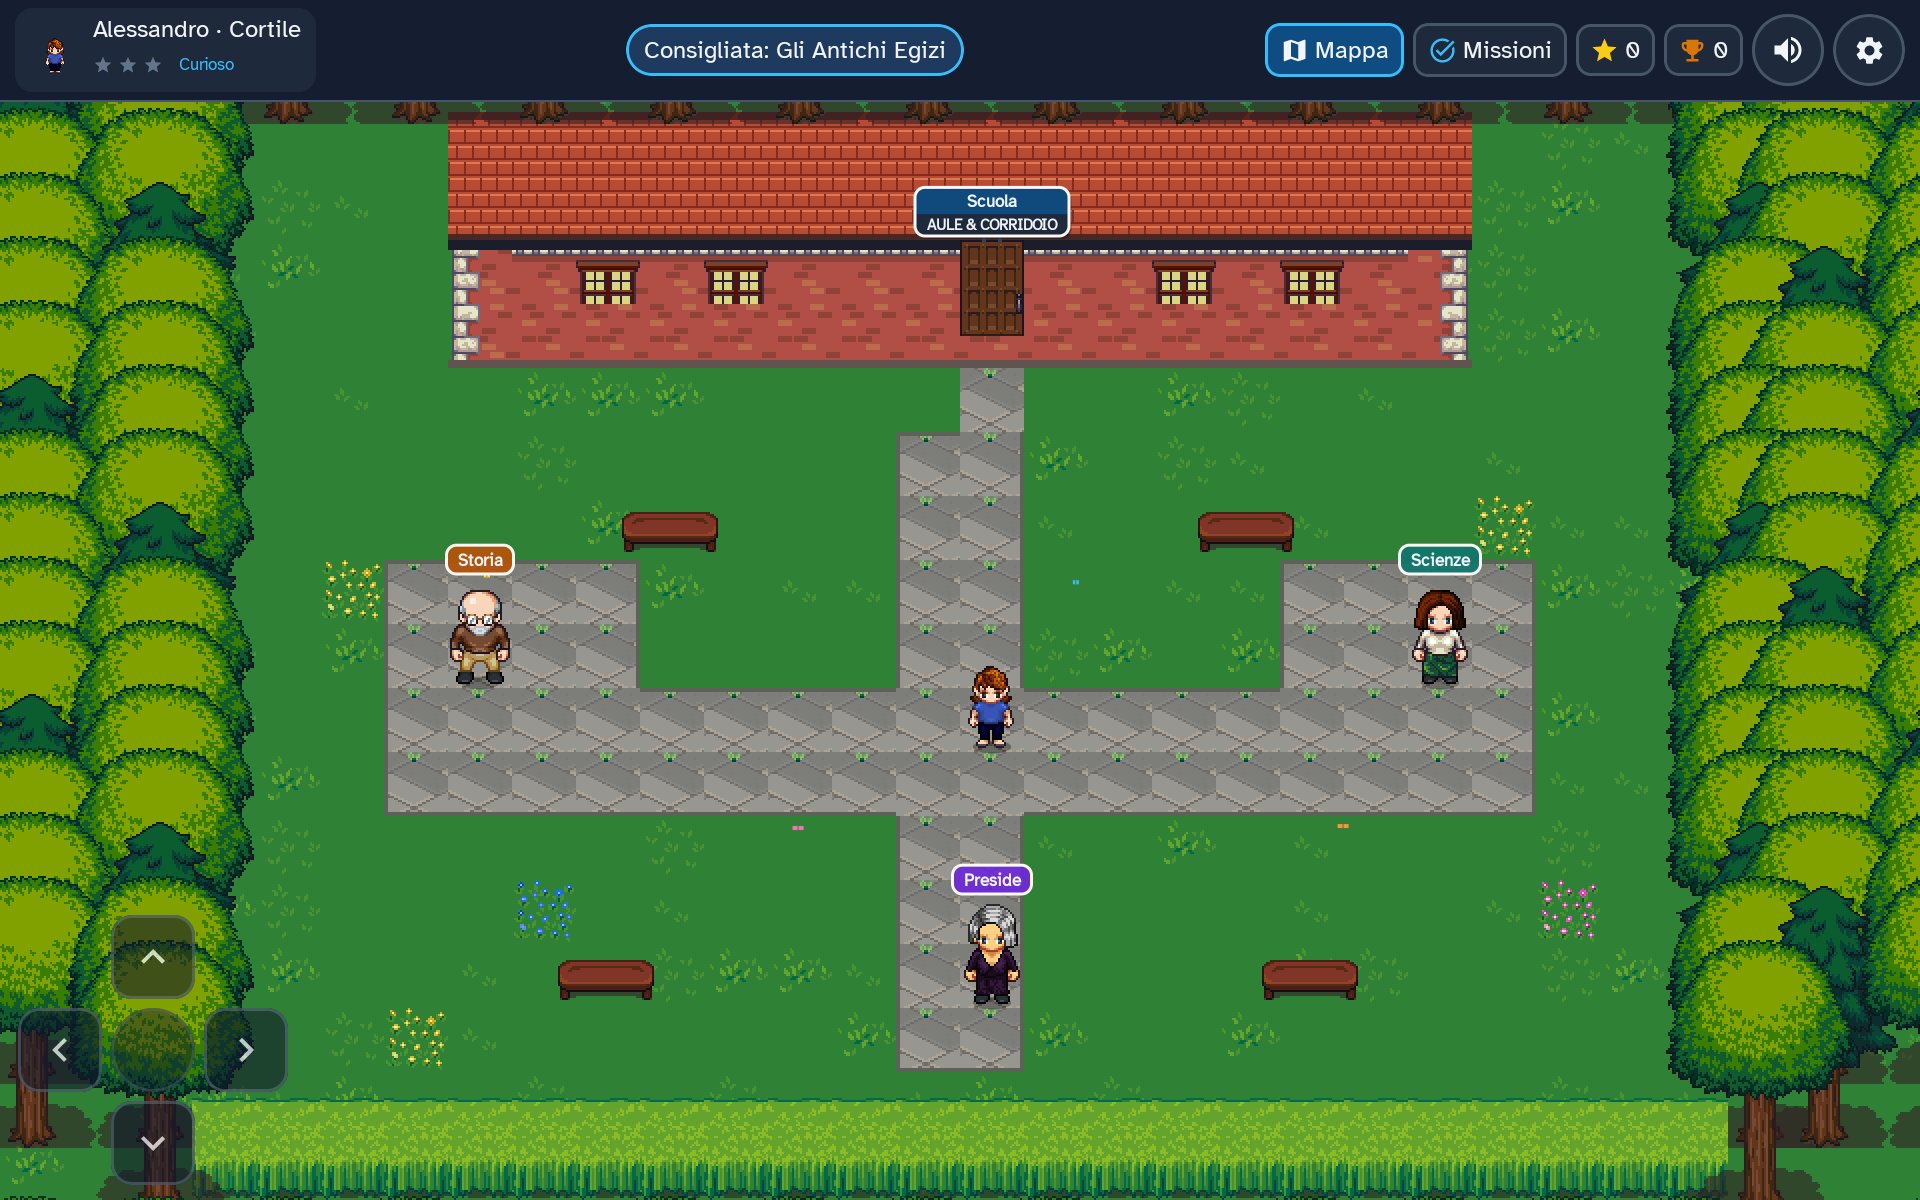 Alessandro · Cortile
Curioso
Consigliata: Gli Antichi Egizi
Mappa
Missioni
0
0
Scuola
AULE & CORRIDOIO
Storia
Scienze
Preside